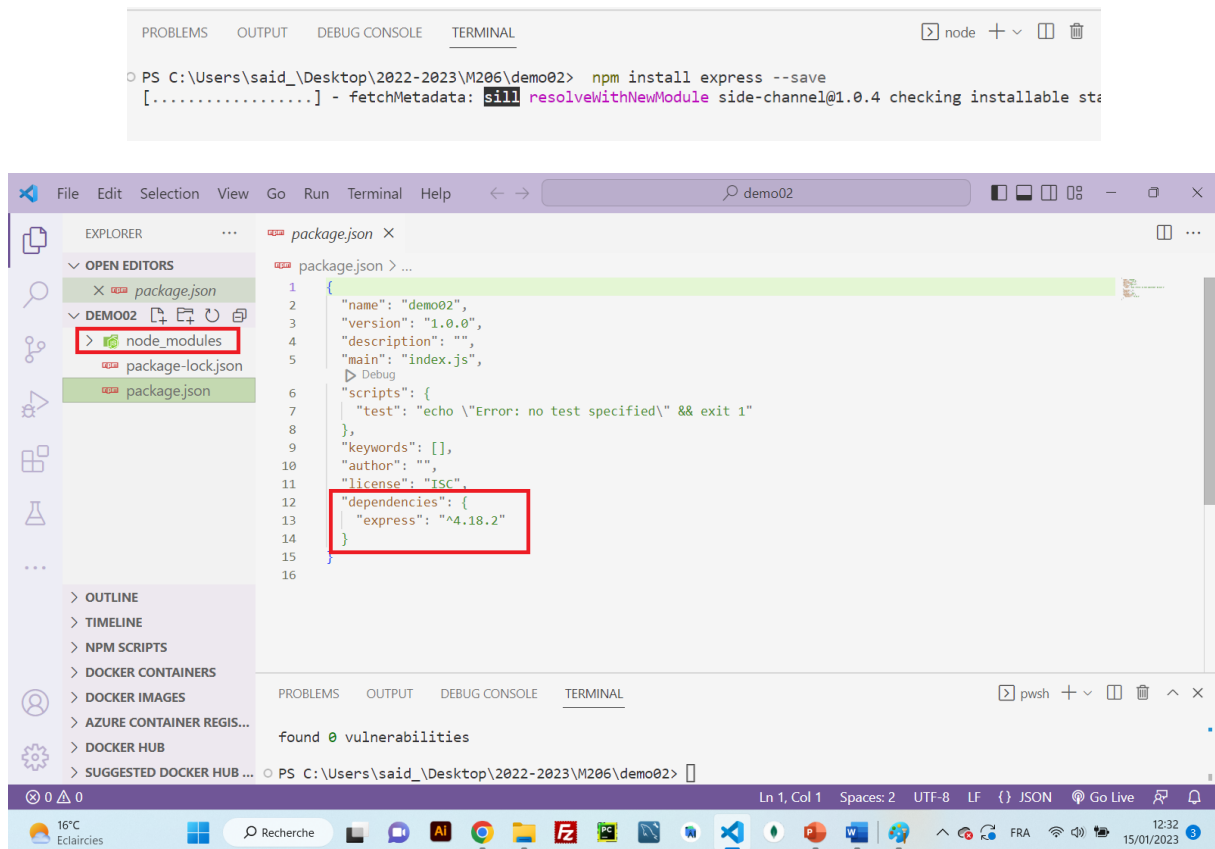 PROBLEMS OUTPUT DEBUG CONSOLE TERMINAL node
PS C:\Users\said_\Desktop\2022-2023\M206\demo02> npm install express --save
[..................] - fetchMetadata: sill resolveWithNewModule side-channel@1.0.4 checking installable sta
File Edit Selection View Go Run Terminal Help demo02
EXPLORER
package.json
OPEN EDITORS
package.json
DEMO02
node_modules
package-lock.json
package.json
package.json > ...
1 {
2 "name": "demo02",
3 "version": "1.0.0",
4 "description": "",
5 "main": "index.js",
Debug
6 "scripts": {
7 "test": "echo \"Error: no test specified\" && exit 1"
8 },
9 "keywords": [],
10 "author": "",
11 "license": "ISC",
12 "dependencies": {
13 "express": "^4.18.2"
14 }
15 }
16
OUTLINE
TIMELINE
NPM SCRIPTS
DOCKER CONTAINERS
DOCKER IMAGES
AZURE CONTAINER REGIS...
DOCKER HUB
SUGGESTED DOCKER HUB ...
PROBLEMS OUTPUT DEBUG CONSOLE TERMINAL pwsh
found 0 vulnerabilities
PS C:\Users\said_\Desktop\2022-2023\M206\demo02>
0 0 Ln 1, Col 1 Spaces: 2 UTF-8 LF {} JSON Go Live
16°C
Eclaircies
Recherche
Ai
PC
FRA
12:32
15/01/2023
3